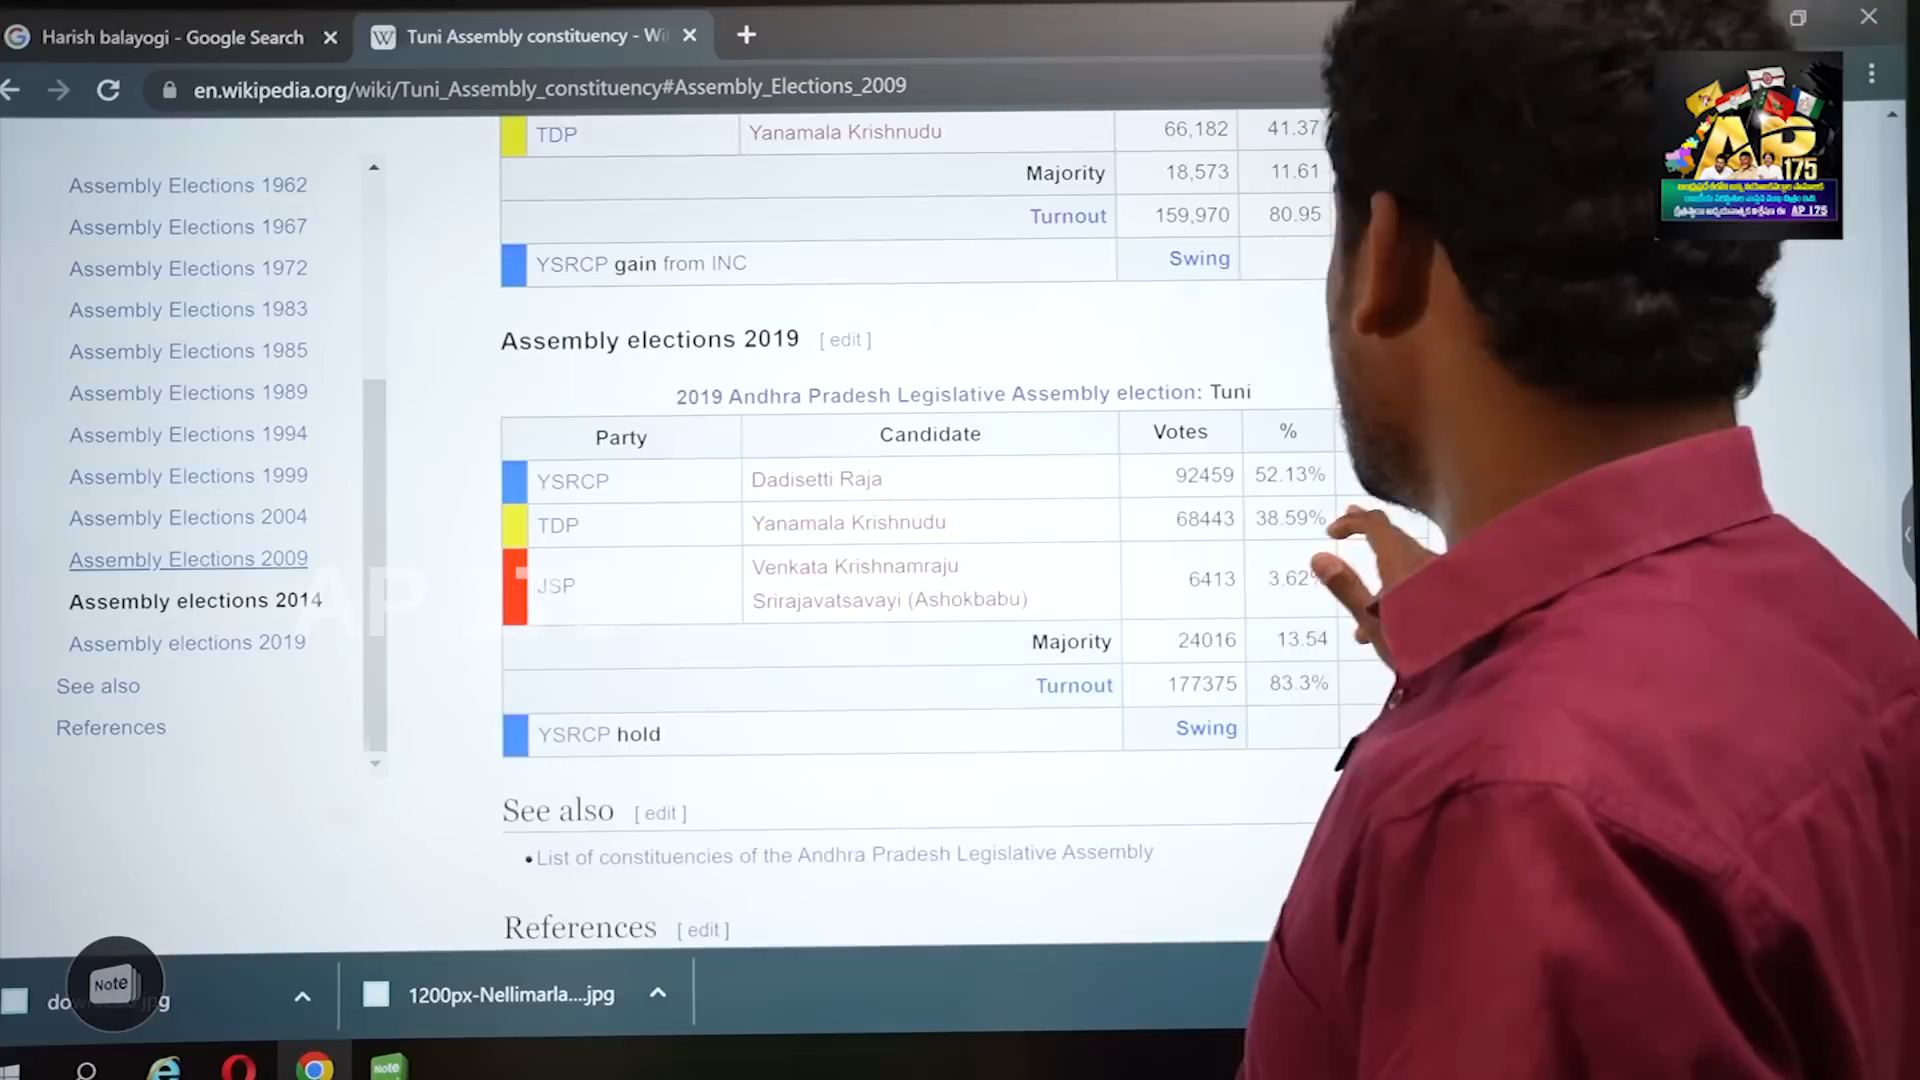 Harish balayogi - Google Search
Tuni Assembly constituency - Wi
en.wikipedia.org/wiki/Tuni_Assembly_constituency#Assembly_Elections_2009
Assembly Elections 1962
Assembly Elections 1967
Assembly Elections 1972
Assembly Elections 1983
Assembly Elections 1985
Assembly Elections 1989
Assembly Elections 1994
Assembly Elections 1999
Assembly Elections 2004
Assembly Elections 2009
Assembly elections 2014
Assembly elections 2019
See also
References
TDP Yanamala Krishnudu 66,182 41.37
Majority 18,573 11.61
Turnout 159,970 80.95
YSRCP gain from INC Swing
Assembly elections 2019 [ edit ]
2019 Andhra Pradesh Legislative Assembly election: Tuni
Party Candidate Votes %
YSRCP Dadisetti Raja 92459 52.13%
TDP Yanamala Krishnudu 68443 38.59%
JSP Venkata Krishnamraju
Srirajavatsavayi (Ashokbabu) 6413 3.62%
Majority 24016 13.54
Turnout 177375 83.3%
YSRCP hold Swing
See also [ edit ]
List of constituencies of the Andhra Pradesh Legislative Assembly
References [ edit ]
AP
175
AP 175
Note
1200px-Nellimarla....jpg
Note